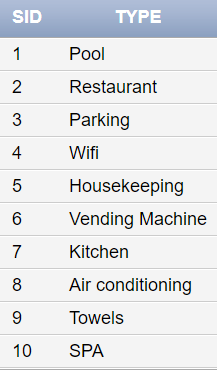 SID TYPE
1 Pool
2 Restaurant
3 Parking
4 Wifi
5 Housekeeping
6 Vending Machine
7 Kitchen
8 Air conditioning
9 Towels
10 SPA